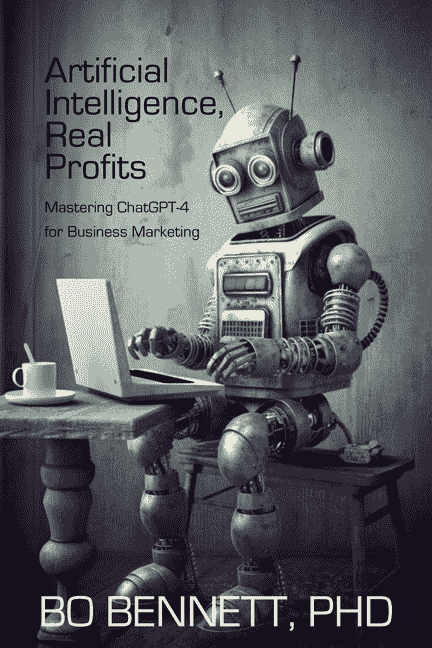 Artificial
Intelligence,
Real
Profits
Mastering ChatGPT-4
for Business Marketing
BO BENNETT, PHD